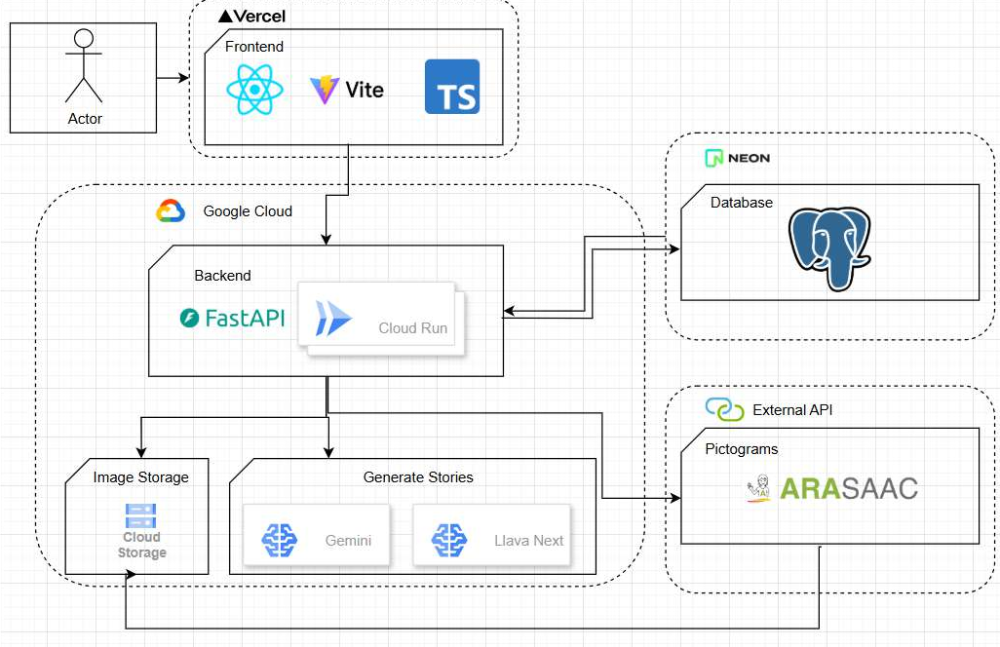 Vercel
Frontend
Actor
Vite
TS
NEON
Database
Google Cloud
Backend
FastAPI
Cloud Run
External API
Pictograms
ARASAAC
Image Storage
Cloud
Storage
Generate Stories
Gemini
Llava Next